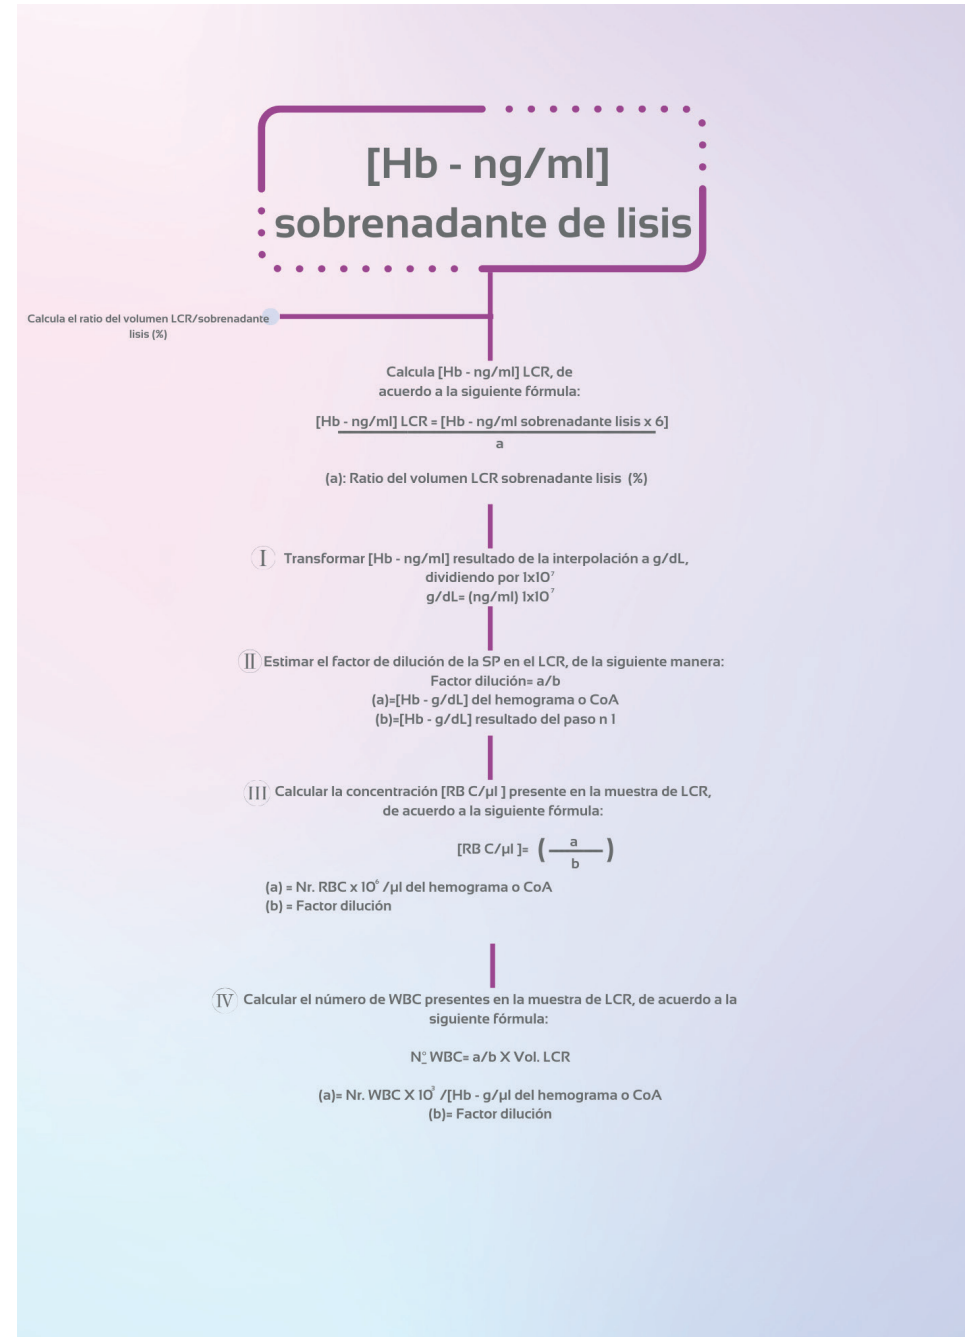 [Hb - ng/ml]
sobrenadante de lisis
Calcula el ratio del volumen LCR/sobrenadante
lisis (%)
Calcula [Hb - ng/ml] LCR, de
acuerdo a la siguiente fórmula:
[Hb - ng/ml] LCR = [Hb - ng/ml sobrenadante lisis x 6]
a
(a): Ratio del volumen LCR sobrenadante lisis (%)
I Transformar [Hb - ng/ml] resultado de la interpolación a g/dL,
dividiendo por 1x10⁷
g/dL= (ng/ml) 1x10⁷
II Estimar el factor de dilución de la SP en el LCR, de la siguiente manera:
Factor dilución= a/b
(a)=[Hb - g/dL] del hemograma o CoA
(b)=[Hb - g/dL] resultado del paso n 1
III Calcular la concentración [RB C/µl ] presente en la muestra de LCR,
de acuerdo a la siguiente fórmula:
[RB C/µl ]= ( a
b )
(a) = Nr. RBC x 10⁶ /µl del hemograma o CoA
(b) = Factor dilución
IV Calcular el número de WBC presentes en la muestra de LCR, de acuerdo a la
siguiente fórmula:
Nº WBC= a/b X Vol. LCR
(a)= Nr. WBC X 10³ /[Hb - g/µl del hemograma o CoA
(b)= Factor dilución